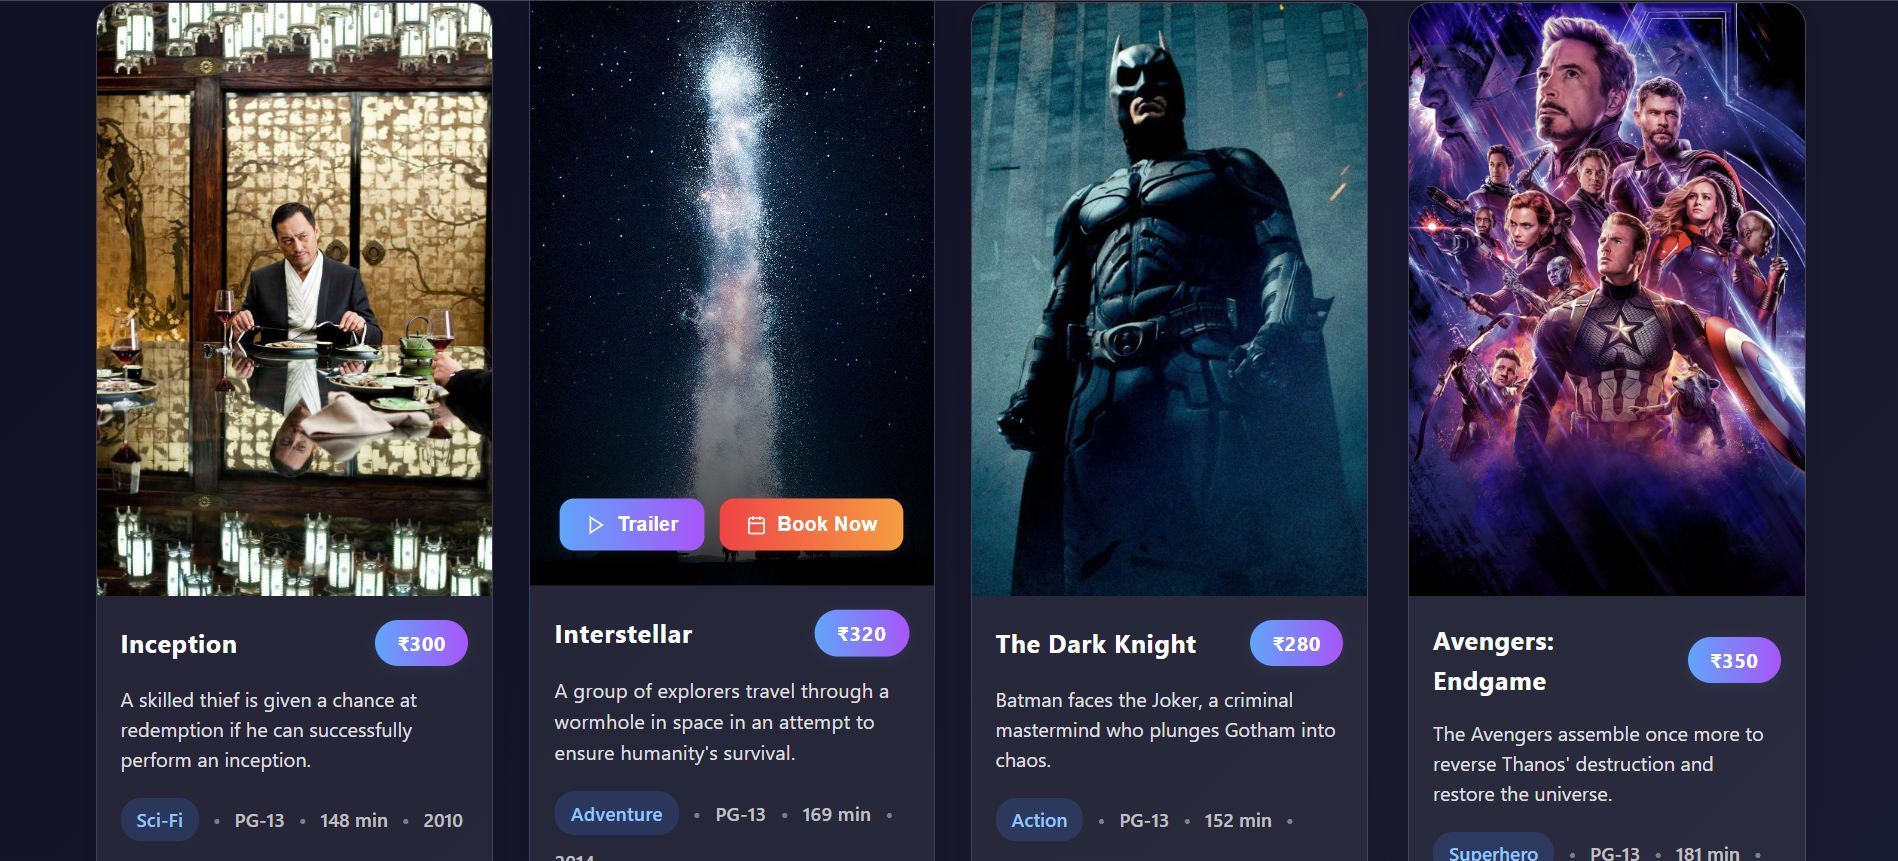 Inception
₹300
A skilled thief is given a chance at
redemption if he can successfully
perform an inception.
Sci-Fi • PG-13 • 148 min • 2010
Trailer
Book Now
Interstellar
₹320
A group of explorers travel through a
wormhole in space in an attempt to
ensure humanity's survival.
Adventure • PG-13 • 169 min •
2014
The Dark Knight
₹280
Batman faces the Joker, a criminal
mastermind who plunges Gotham into
chaos.
Action • PG-13 • 152 min •
Avengers:
Endgame
₹350
The Avengers assemble once more to
reverse Thanos' destruction and
restore the universe.
Superhero • PG-13 • 181 min •